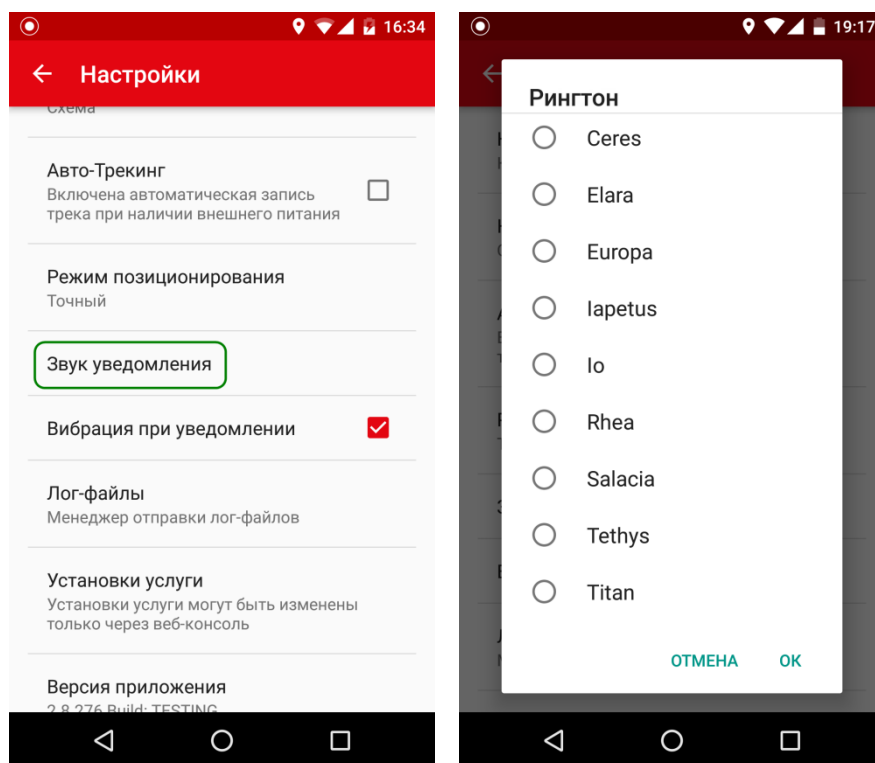 16:34
Настройки
Схема
Авто-Трекинг
Включена автоматическая запись
трека при наличии внешнего питания
Режим позиционирования
Точный
Звук уведомления
Вибрация при уведомлении
Лог-файлы
Менеджер отправки лог-файлов
Установки услуги
Установки услуги могут быть изменены
только через веб-консоль
Версия приложения
2.8.276 Build: TESTING
19:17
Рингтон
Ceres
Elara
Europa
Iapetus
Io
Rhea
Salacia
Tethys
Titan
ОТМЕНА ОК